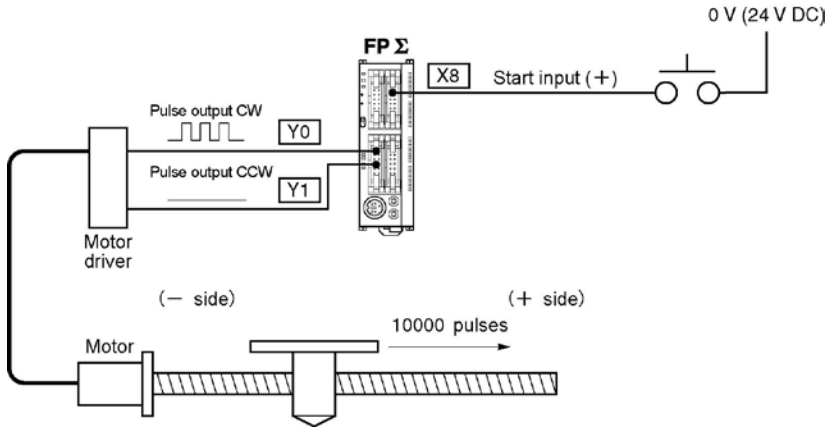 0 V (24 V DC)
FP Σ
X8
Start input (+)
Pulse output CW
Y0
Pulse output CCW
Y1
Motor
driver
(− side)
(+ side)
10000 pulses
Motor